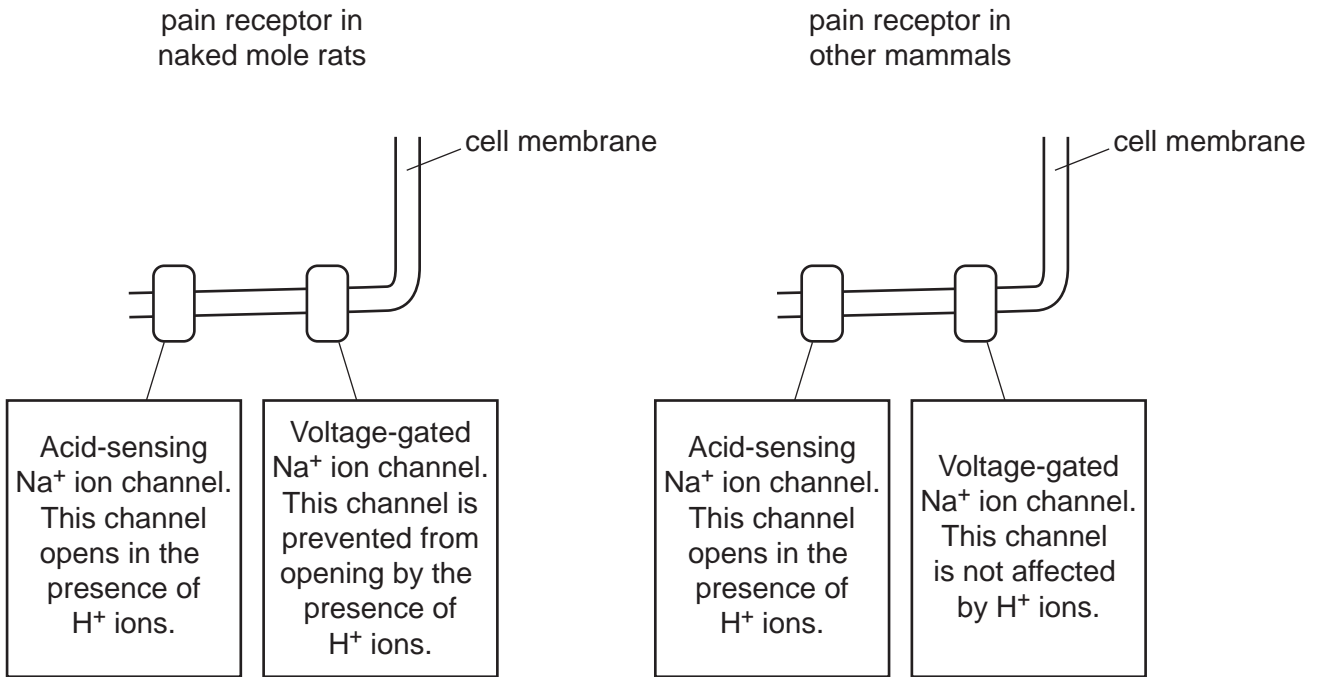 pain receptor in
naked mole rats
pain receptor in
other mammals
cell membrane
cell membrane
Acid-sensing
Na⁺ ion channel.
This channel
opens in the
presence of
H⁺ ions.
Voltage-gated
Na⁺ ion channel.
This channel is
prevented from
opening by the
presence of
H⁺ ions.
Acid-sensing
Na⁺ ion channel.
This channel
opens in the
presence of
H⁺ ions.
Voltage-gated
Na⁺ ion channel.
This channel
is not affected
by H⁺ ions.